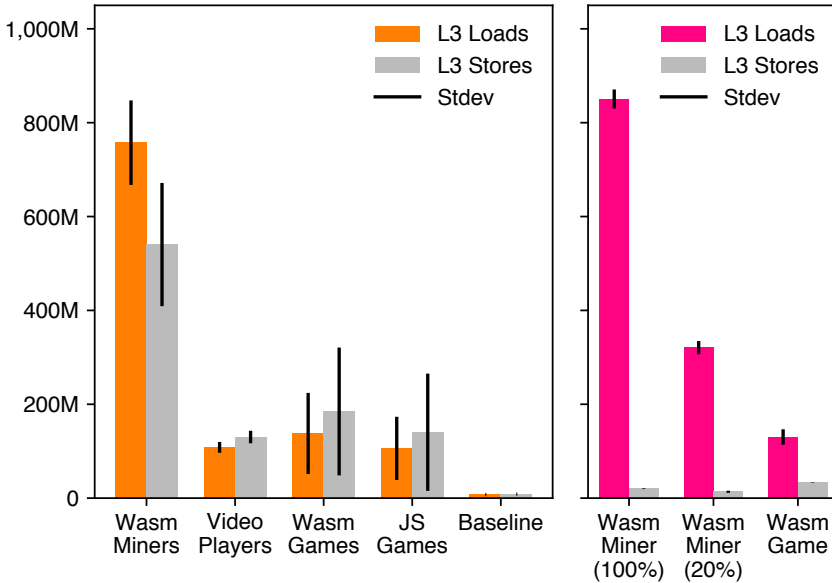 1,000M
800M
600M
400M
200M
0
L3 Loads
L3 Stores
Stdev
Wasm
Miners
Video
Players
Wasm
Games
JS
Games
Baseline
L3 Loads
L3 Stores
Stdev
Wasm
Miner
(100%)
Wasm
Miner
(20%)
Wasm
Game